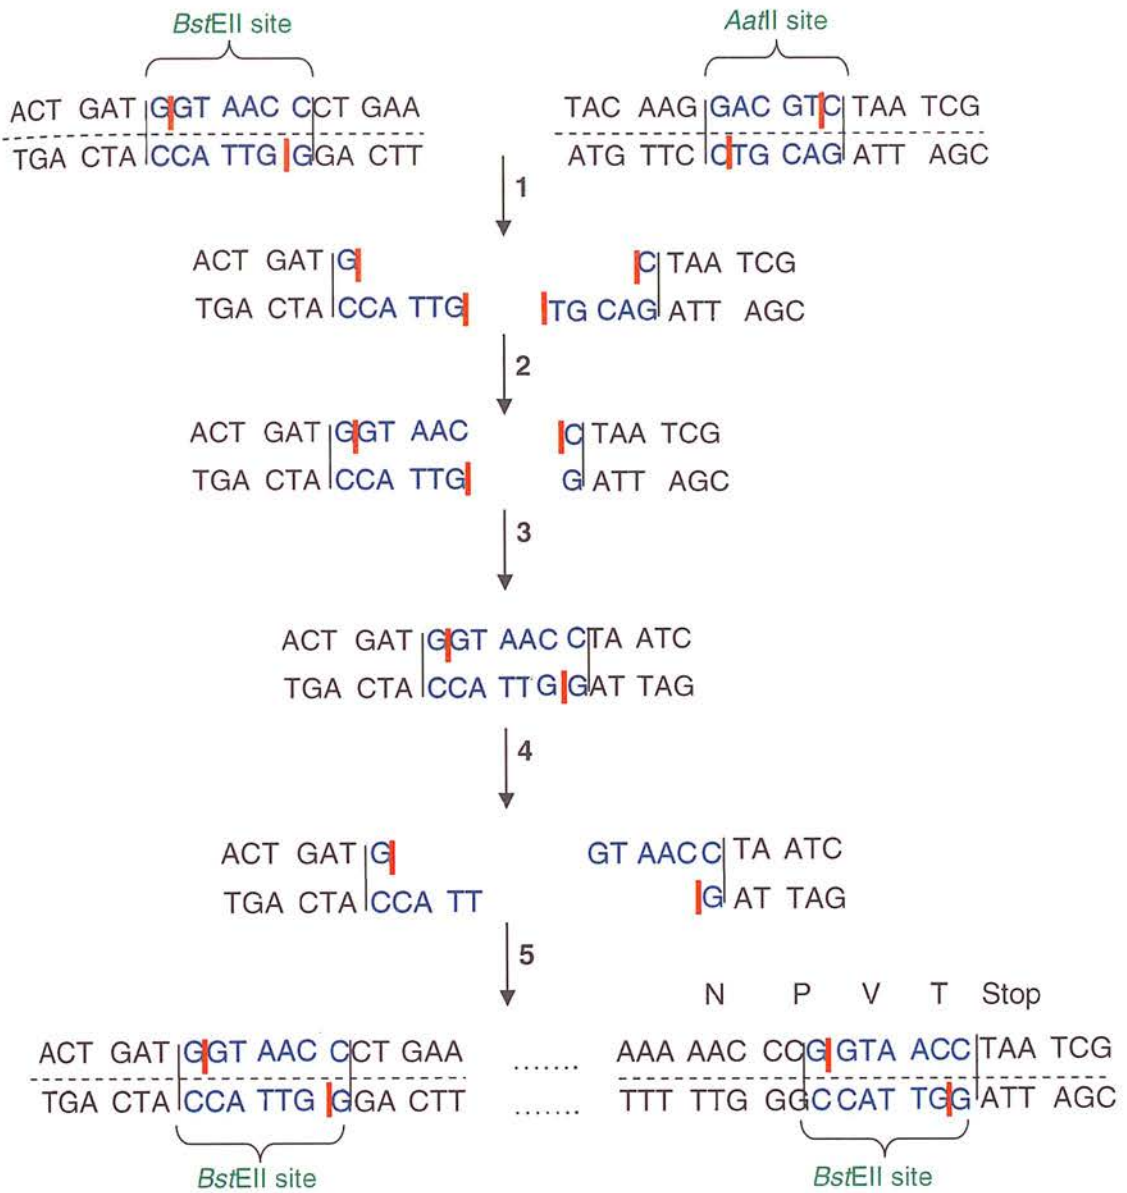 BstEII site AatII site
ACT GAT GGT AAC CCT GAA TAC AAG GAC GTC TAA TCG
TGA CTA CCA TTG GGA CTT ATG TTC CTG CAG ATT AGC
1
ACT GAT G C TAA TCG
TGA CTA CCA TTG TG CAG ATT AGC
2
ACT GAT GGT AAC C TAA TCG
TGA CTA CCA TTG G ATT AGC
3
ACT GAT GGT AAC CTA ATC
TGA CTA CCA TTG GAT TAG
4
ACT GAT G GT AACC TA ATC
TGA CTA CCA TT G AT TAG
5
N P V T Stop
ACT GAT GGT AAC CCT GAA ....... AAA AAC CCG GTA ACC TAA TCG
TGA CTA CCA TTG GGA CTT ....... TTT TTG GGC CAT TGG ATT AGC
BstEII site BstEII site